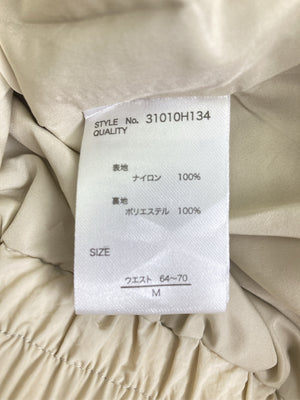 STYLE No. 31010H134
QUALITY
表地
ナイロン 100%
裏地
ポリエステル 100%
SIZE
ウエスト 64～70
M